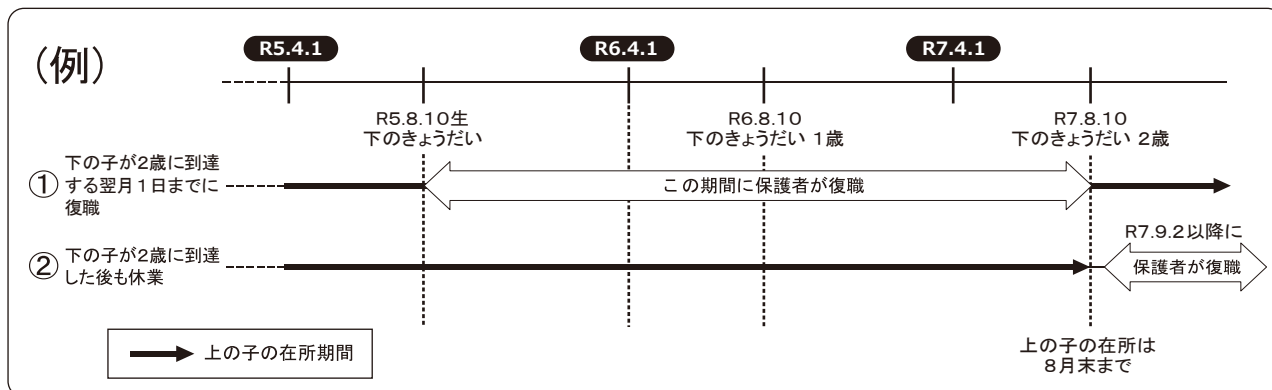 （例）
R5.4.1
R6.4.1
R7.4.1
R5.8.10生
下のきょうだい
R6.8.10
下のきょうだい 1歳
R7.8.10
下のきょうだい 2歳
① 下の子が2歳に到達
する翌月1日までに
復職
この期間に保護者が復職
② 下の子が2歳に到達
した後も休業
R7.9.2以降に
保護者が復職
上の子の在所期間
上の子の在所は
8月末まで